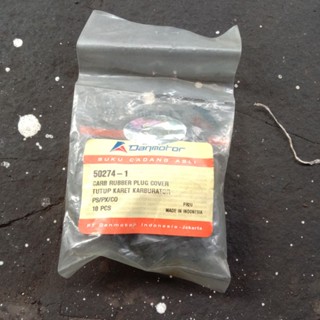 Danmotor
SUKU CADANG ASLI
50274-1
CARB RUBBER PLUG COVER
TUTUP KARET KARBURATOR
PS/PX/CO
10 PCS
MADE IN INDONESIA
PT Danmotor Indonesia-Jakarta